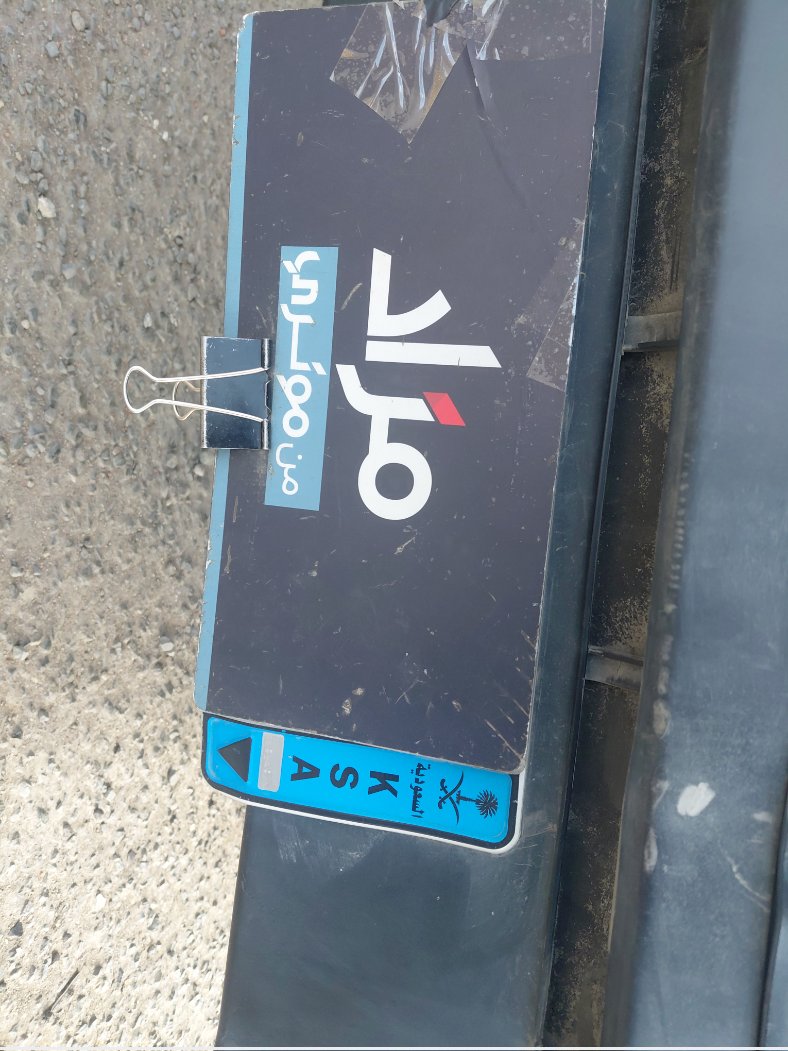 مزاد
من موتري
السعودية
K
S
A